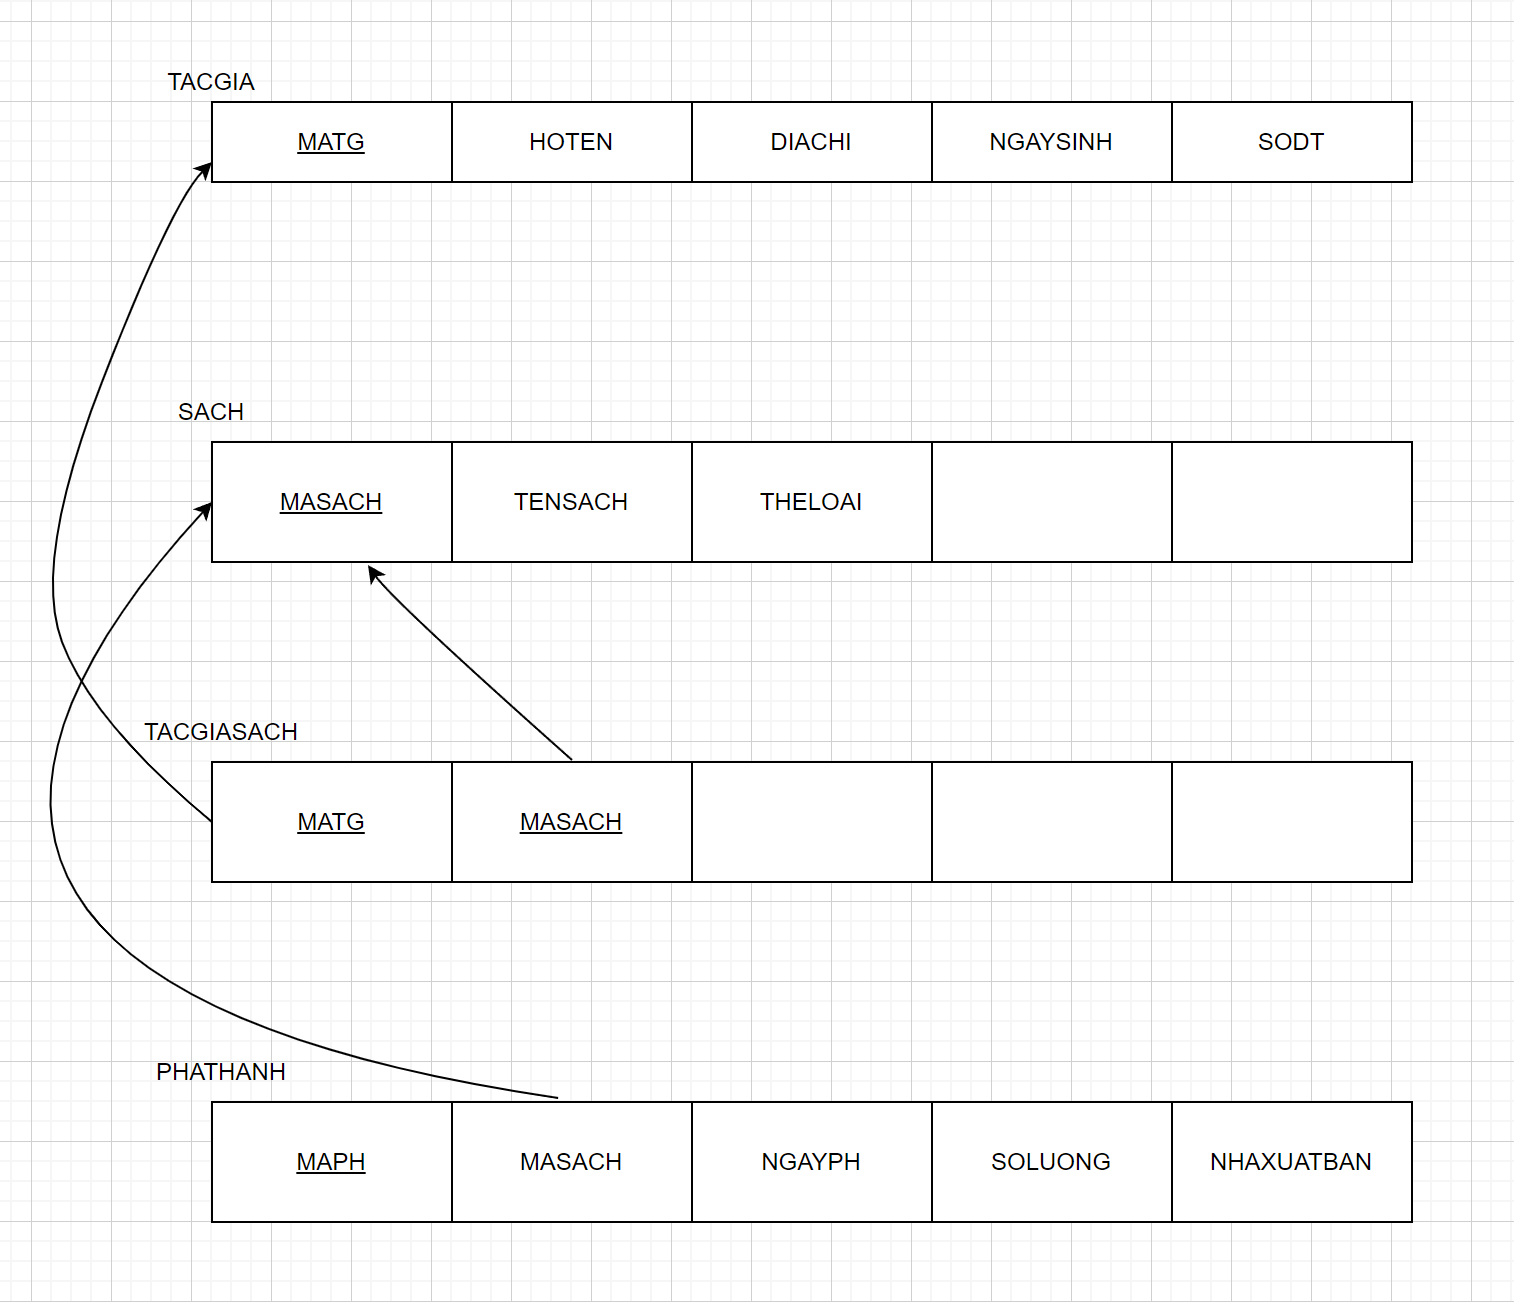 TACGIA
MATG HOTEN DIACHI NGAYSINH SODT
SACH
MASACH TENSACH THELOAI
TACGIASACH
MATG MASACH
PHATHANH
MAPH MASACH NGAYPH SOLUONG NHAXUATBAN